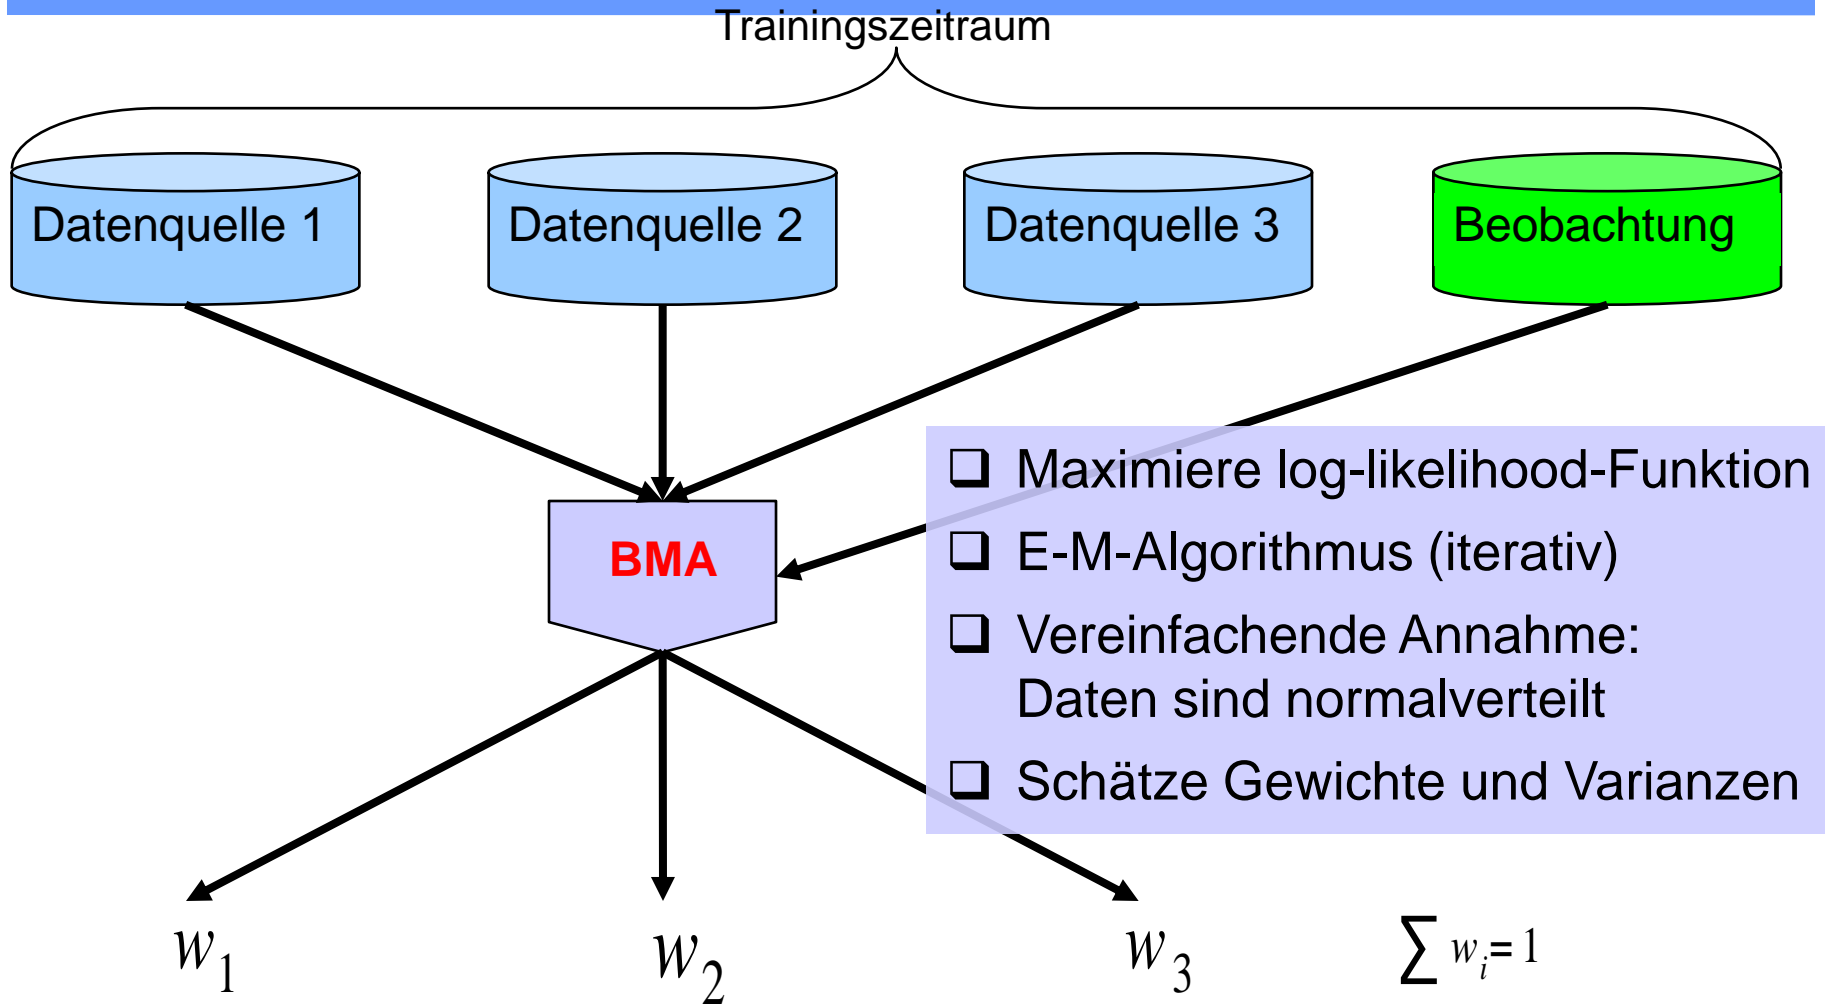 Trainingszeitraum
Datenquelle 1
Datenquelle 2
Datenquelle 3
Beobachtung
BMA
❑ Maximiere log-likelihood-Funktion
❑ E-M-Algorithmus (iterativ)
❑ Vereinfachende Annahme:
Daten sind normalverteilt
❑ Schätze Gewichte und Varianzen
w₁
w₂
w₃
∑ wᵢ = 1